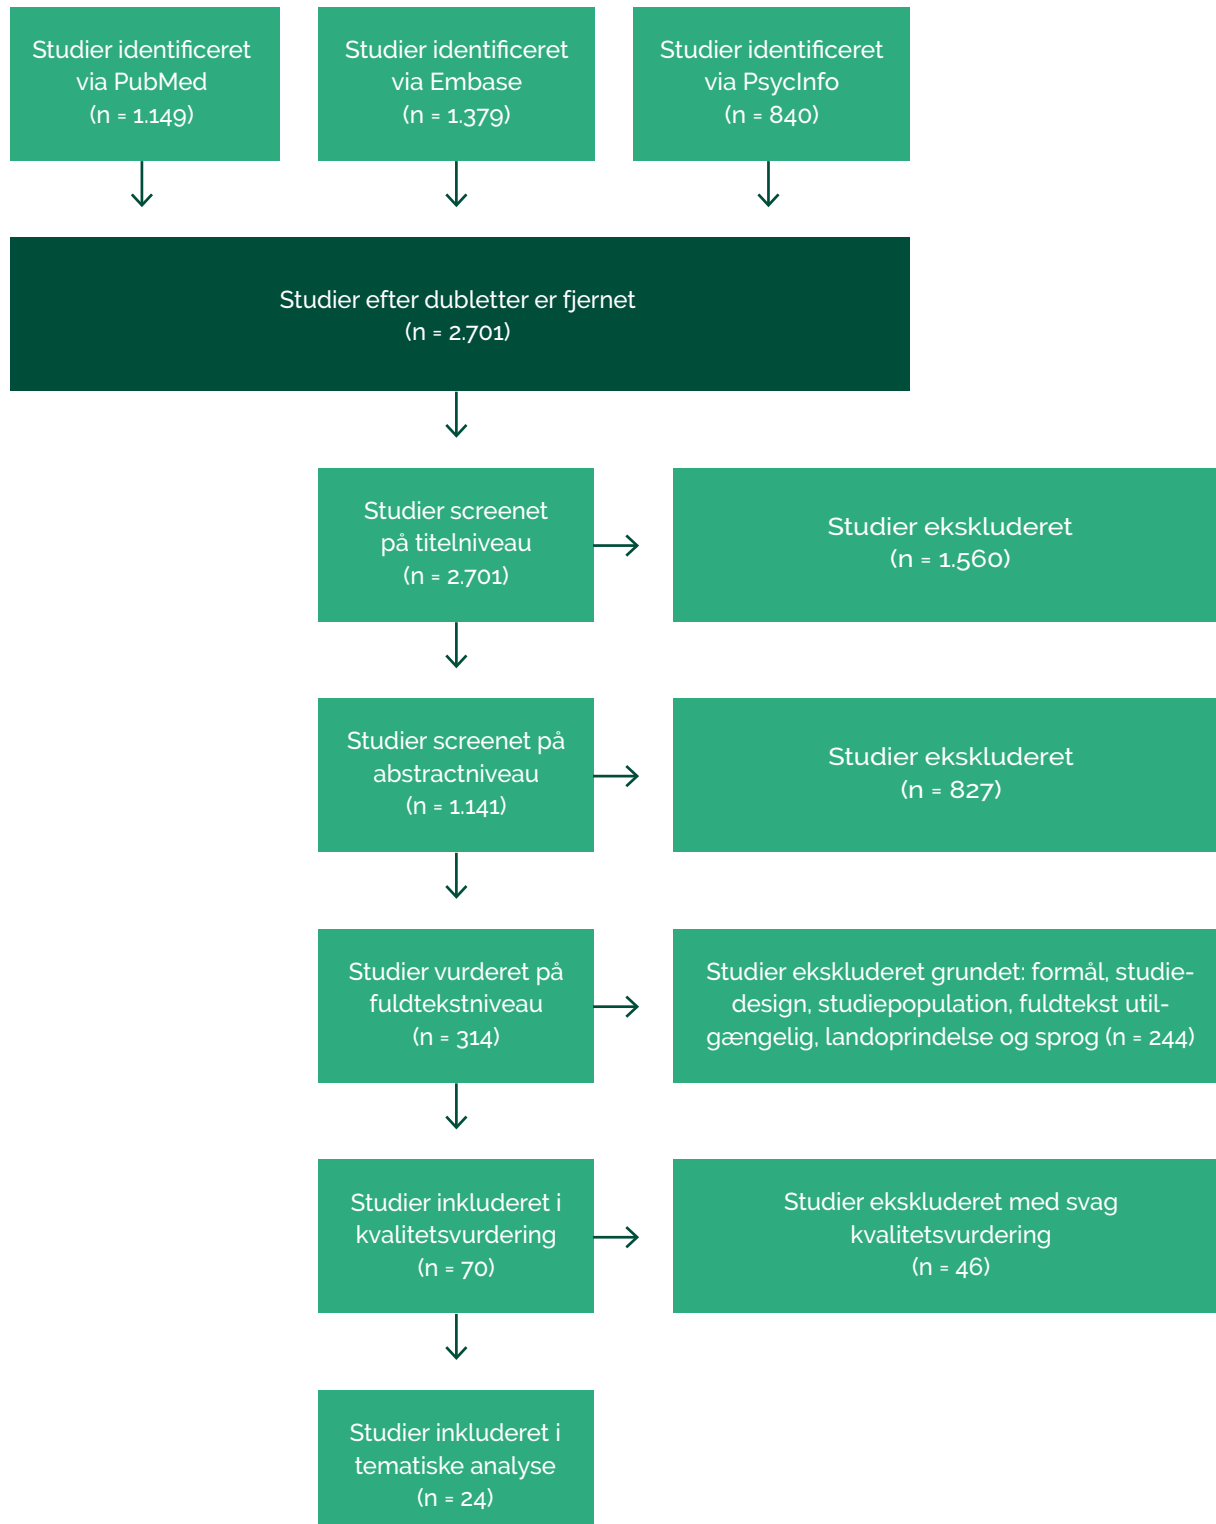 Studier identificeret
via PubMed
(n = 1.149)
Studier identificeret
via Embase
(n = 1.379)
Studier identificeret
via PsycInfo
(n = 840)
Studier efter dubletter er fjernet
(n = 2.701)
Studier screenet
på titelniveau
(n = 2.701)
Studier ekskluderet
(n = 1.560)
Studier screenet på
abstractniveau
(n = 1.141)
Studier ekskluderet
(n = 827)
Studier vurderet på
fuldtekstniveau
(n = 314)
Studier ekskluderet grundet: formål, studie-
design, studiepopulation, fuldtekst util-
gængelig, landoprindelse og sprog (n = 244)
Studier inkluderet i
kvalitetsvurdering
(n = 70)
Studier ekskluderet med svag
kvalitetsvurdering
(n = 46)
Studier inkluderet i
tematiske analyse
(n = 24)